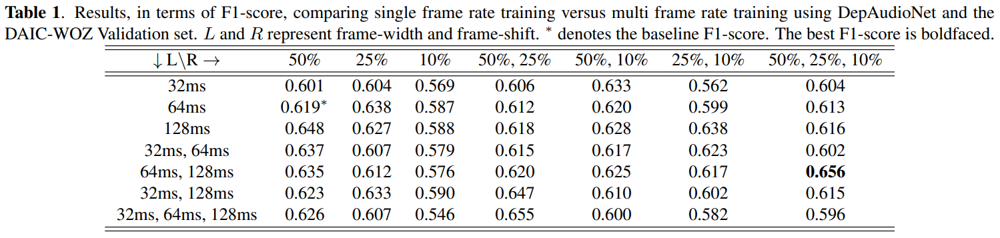 Table 1. Results, in terms of F1-score, comparing single frame rate training versus multi frame rate training using DepAudioNet and the
DAIC-WOZ Validation set. L and R represent frame-width and frame-shift. * denotes the baseline F1-score. The best F1-score is boldfaced.
↓ L\R → 50% 25% 10% 50%, 25% 50%, 10% 25%, 10% 50%, 25%, 10%
32ms 0.601 0.604 0.569 0.606 0.633 0.562 0.604
64ms 0.619* 0.638 0.587 0.612 0.620 0.599 0.613
128ms 0.648 0.627 0.588 0.618 0.628 0.638 0.616
32ms, 64ms 0.637 0.607 0.579 0.615 0.617 0.623 0.602
64ms, 128ms 0.635 0.612 0.576 0.620 0.625 0.617 0.656
32ms, 128ms 0.623 0.633 0.590 0.647 0.610 0.602 0.615
32ms, 64ms, 128ms 0.626 0.607 0.546 0.655 0.600 0.582 0.596